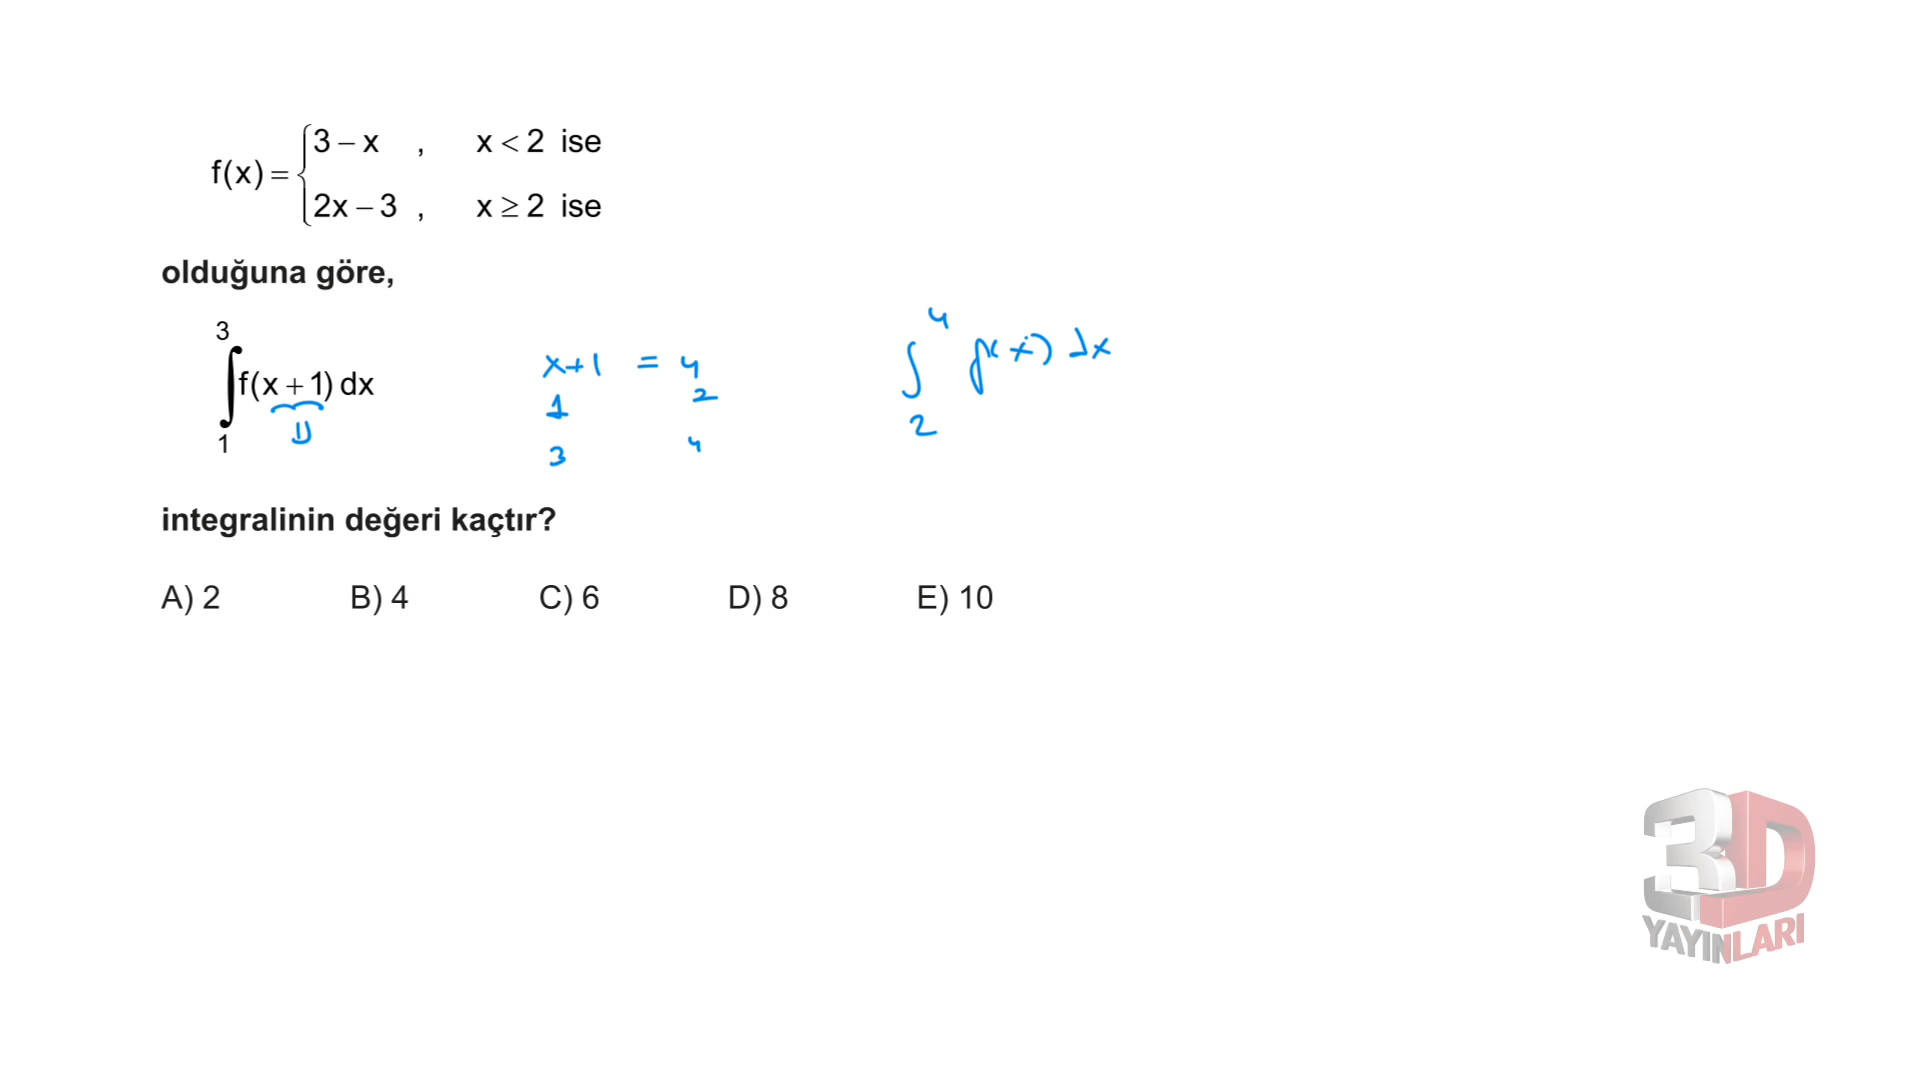 f(x) = { 3 – x , x < 2 ise
2x – 3 , x ≥ 2 ise
olduğuna göre,
3
∫ f(x + 1) dx
1
u
x+1 = u
1 2
3 4
4
∫ f(x) dx
2
integralinin değeri kaçtır?
A) 2 B) 4 C) 6 D) 8 E) 10
3D
YAYINLARI